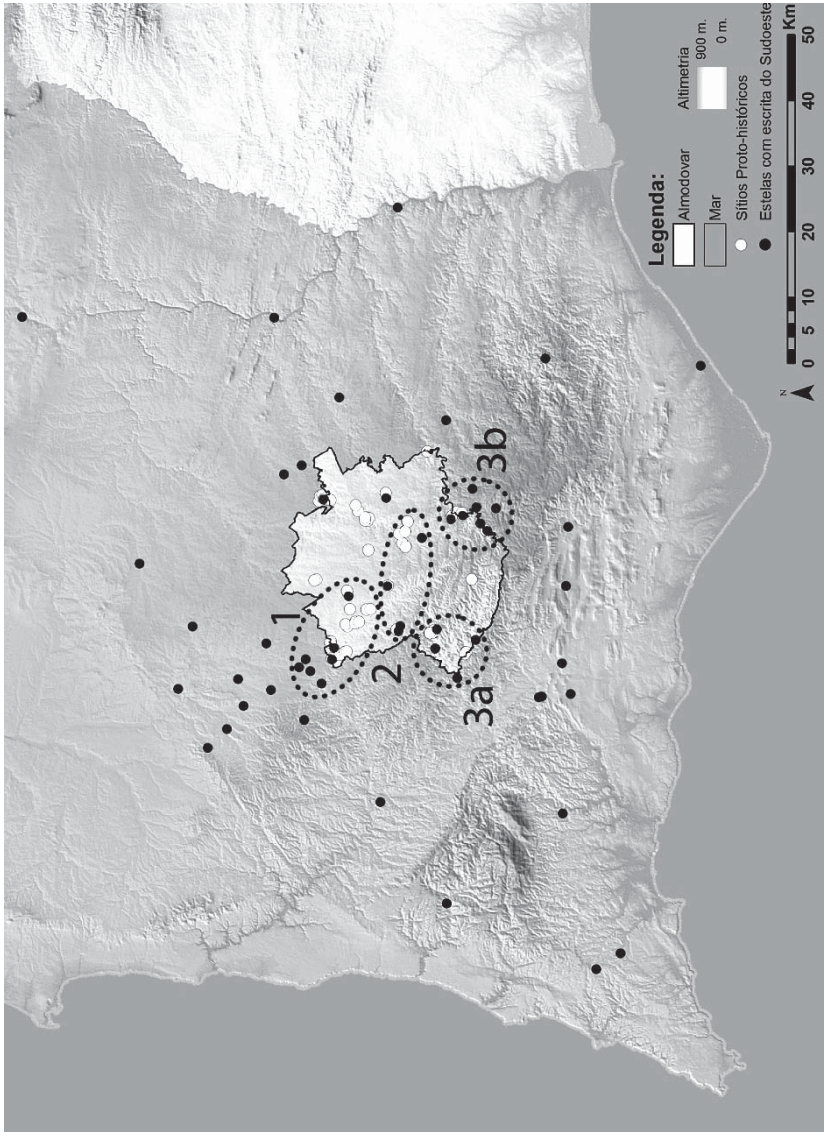 1
2
3a
3b
Legenda:
Almodovar
Mar
Altimetria
900 m.
0 m.
Sítios Proto-históricos
Estelas com escrita do Sudoeste
N
0 5 10 20 30 40 50 Km